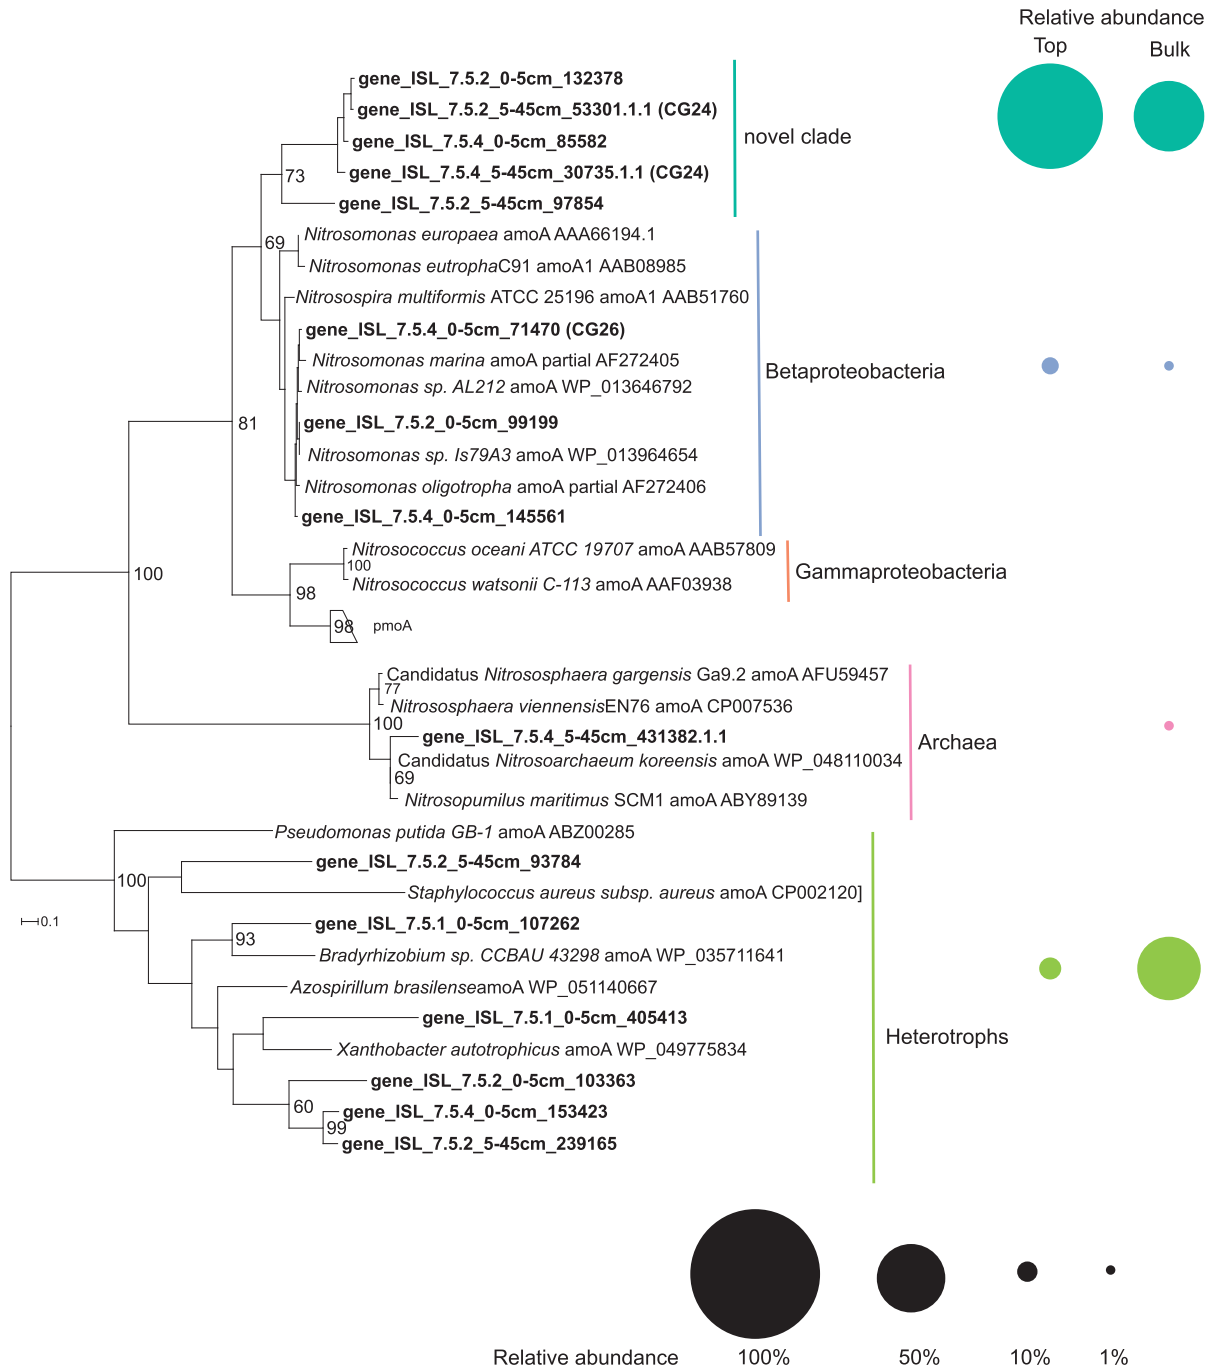 Relative abundance
Top
Bulk
gene_ISL_7.5.2_0-5cm_132378
gene_ISL_7.5.2_5-45cm_53301.1.1 (CG24)
novel clade
gene_ISL_7.5.4_0-5cm_85582
gene_ISL_7.5.4_5-45cm_30735.1.1 (CG24)
73
gene_ISL_7.5.2_5-45cm_97854
Nitrosomonas europaea amoA AAA66194.1
69
Nitrosomonas eutrophaC91 amoA1 AAB08985
Nitrosospira multiformis ATCC 25196 amoA1 AAB51760
gene_ISL_7.5.4_0-5cm_71470 (CG26)
Nitrosomonas marina amoA partial AF272405
Betaproteobacteria
Nitrosomonas sp. AL212 amoA WP_013646792
81
gene_ISL_7.5.2_0-5cm_99199
Nitrosomonas sp. Is79A3 amoA WP_013964654
Nitrosomonas oligotropha amoA partial AF272406
gene_ISL_7.5.4_0-5cm_145561
Nitrosococcus oceani ATCC 19707 amoA AAB57809
100
100
Gammaproteobacteria
Nitrosococcus watsonii C-113 amoA AAF03938
98
98
pmoA
Candidatus Nitrososphaera gargensis Ga9.2 amoA AFU59457
77
Nitrososphaera viennensisEN76 amoA CP007536
100
gene_ISL_7.5.4_5-45cm_431382.1.1
Archaea
Candidatus Nitrosoarchaeum koreensis amoA WP_048110034
69
Nitrosopumilus maritimus SCM1 amoA ABY89139
Pseudomonas putida GB-1 amoA ABZ00285
gene_ISL_7.5.2_5-45cm_93784
100
Staphylococcus aureus subsp. aureus amoA CP002120]
0.1
gene_ISL_7.5.1_0-5cm_107262
93
Bradyrhizobium sp. CCBAU 43298 amoA WP_035711641
Azospirillum brasilenseamoA WP_051140667
gene_ISL_7.5.1_0-5cm_405413
Heterotrophs
Xanthobacter autotrophicus amoA WP_049775834
gene_ISL_7.5.2_0-5cm_103363
60
gene_ISL_7.5.4_0-5cm_153423
99
gene_ISL_7.5.2_5-45cm_239165
Relative abundance 100% 50% 10% 1%